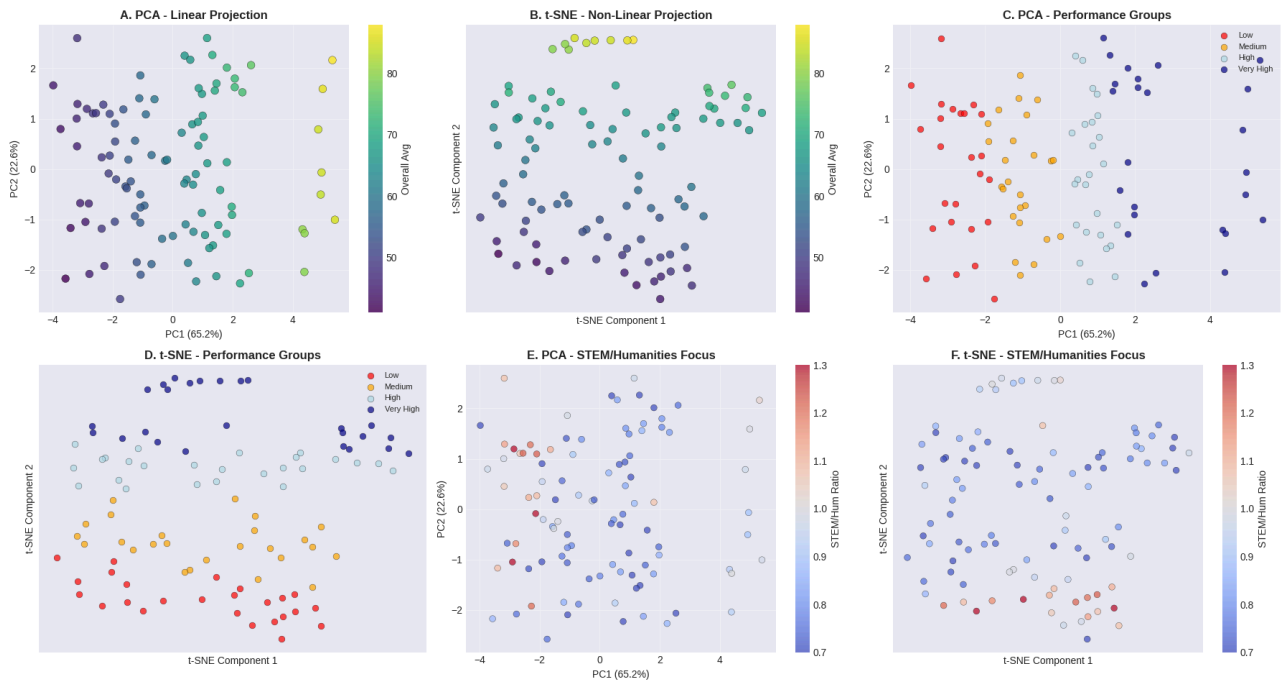 A. PCA - Linear Projection
PC2 (22.6%)
2
1
0
−1
−2
−4
−2
0
2
4
PC1 (65.2%)
80
70
60
50
Overall Avg
B. t-SNE - Non-Linear Projection
t-SNE Component 2
t-SNE Component 1
80
70
60
50
Overall Avg
C. PCA - Performance Groups
Low
Medium
High
Very High
PC2 (22.6%)
2
1
0
−1
−2
−4
−2
0
2
4
PC1 (65.2%)
D. t-SNE - Performance Groups
Low
Medium
High
Very High
t-SNE Component 2
t-SNE Component 1
E. PCA - STEM/Humanities Focus
PC2 (22.6%)
2
1
0
−1
−2
−4
−2
0
2
4
PC1 (65.2%)
1.3
1.2
1.1
1.0
0.9
0.8
0.7
STEM/Hum Ratio
F. t-SNE - STEM/Humanities Focus
t-SNE Component 2
t-SNE Component 1
1.3
1.2
1.1
1.0
0.9
0.8
0.7
STEM/Hum Ratio